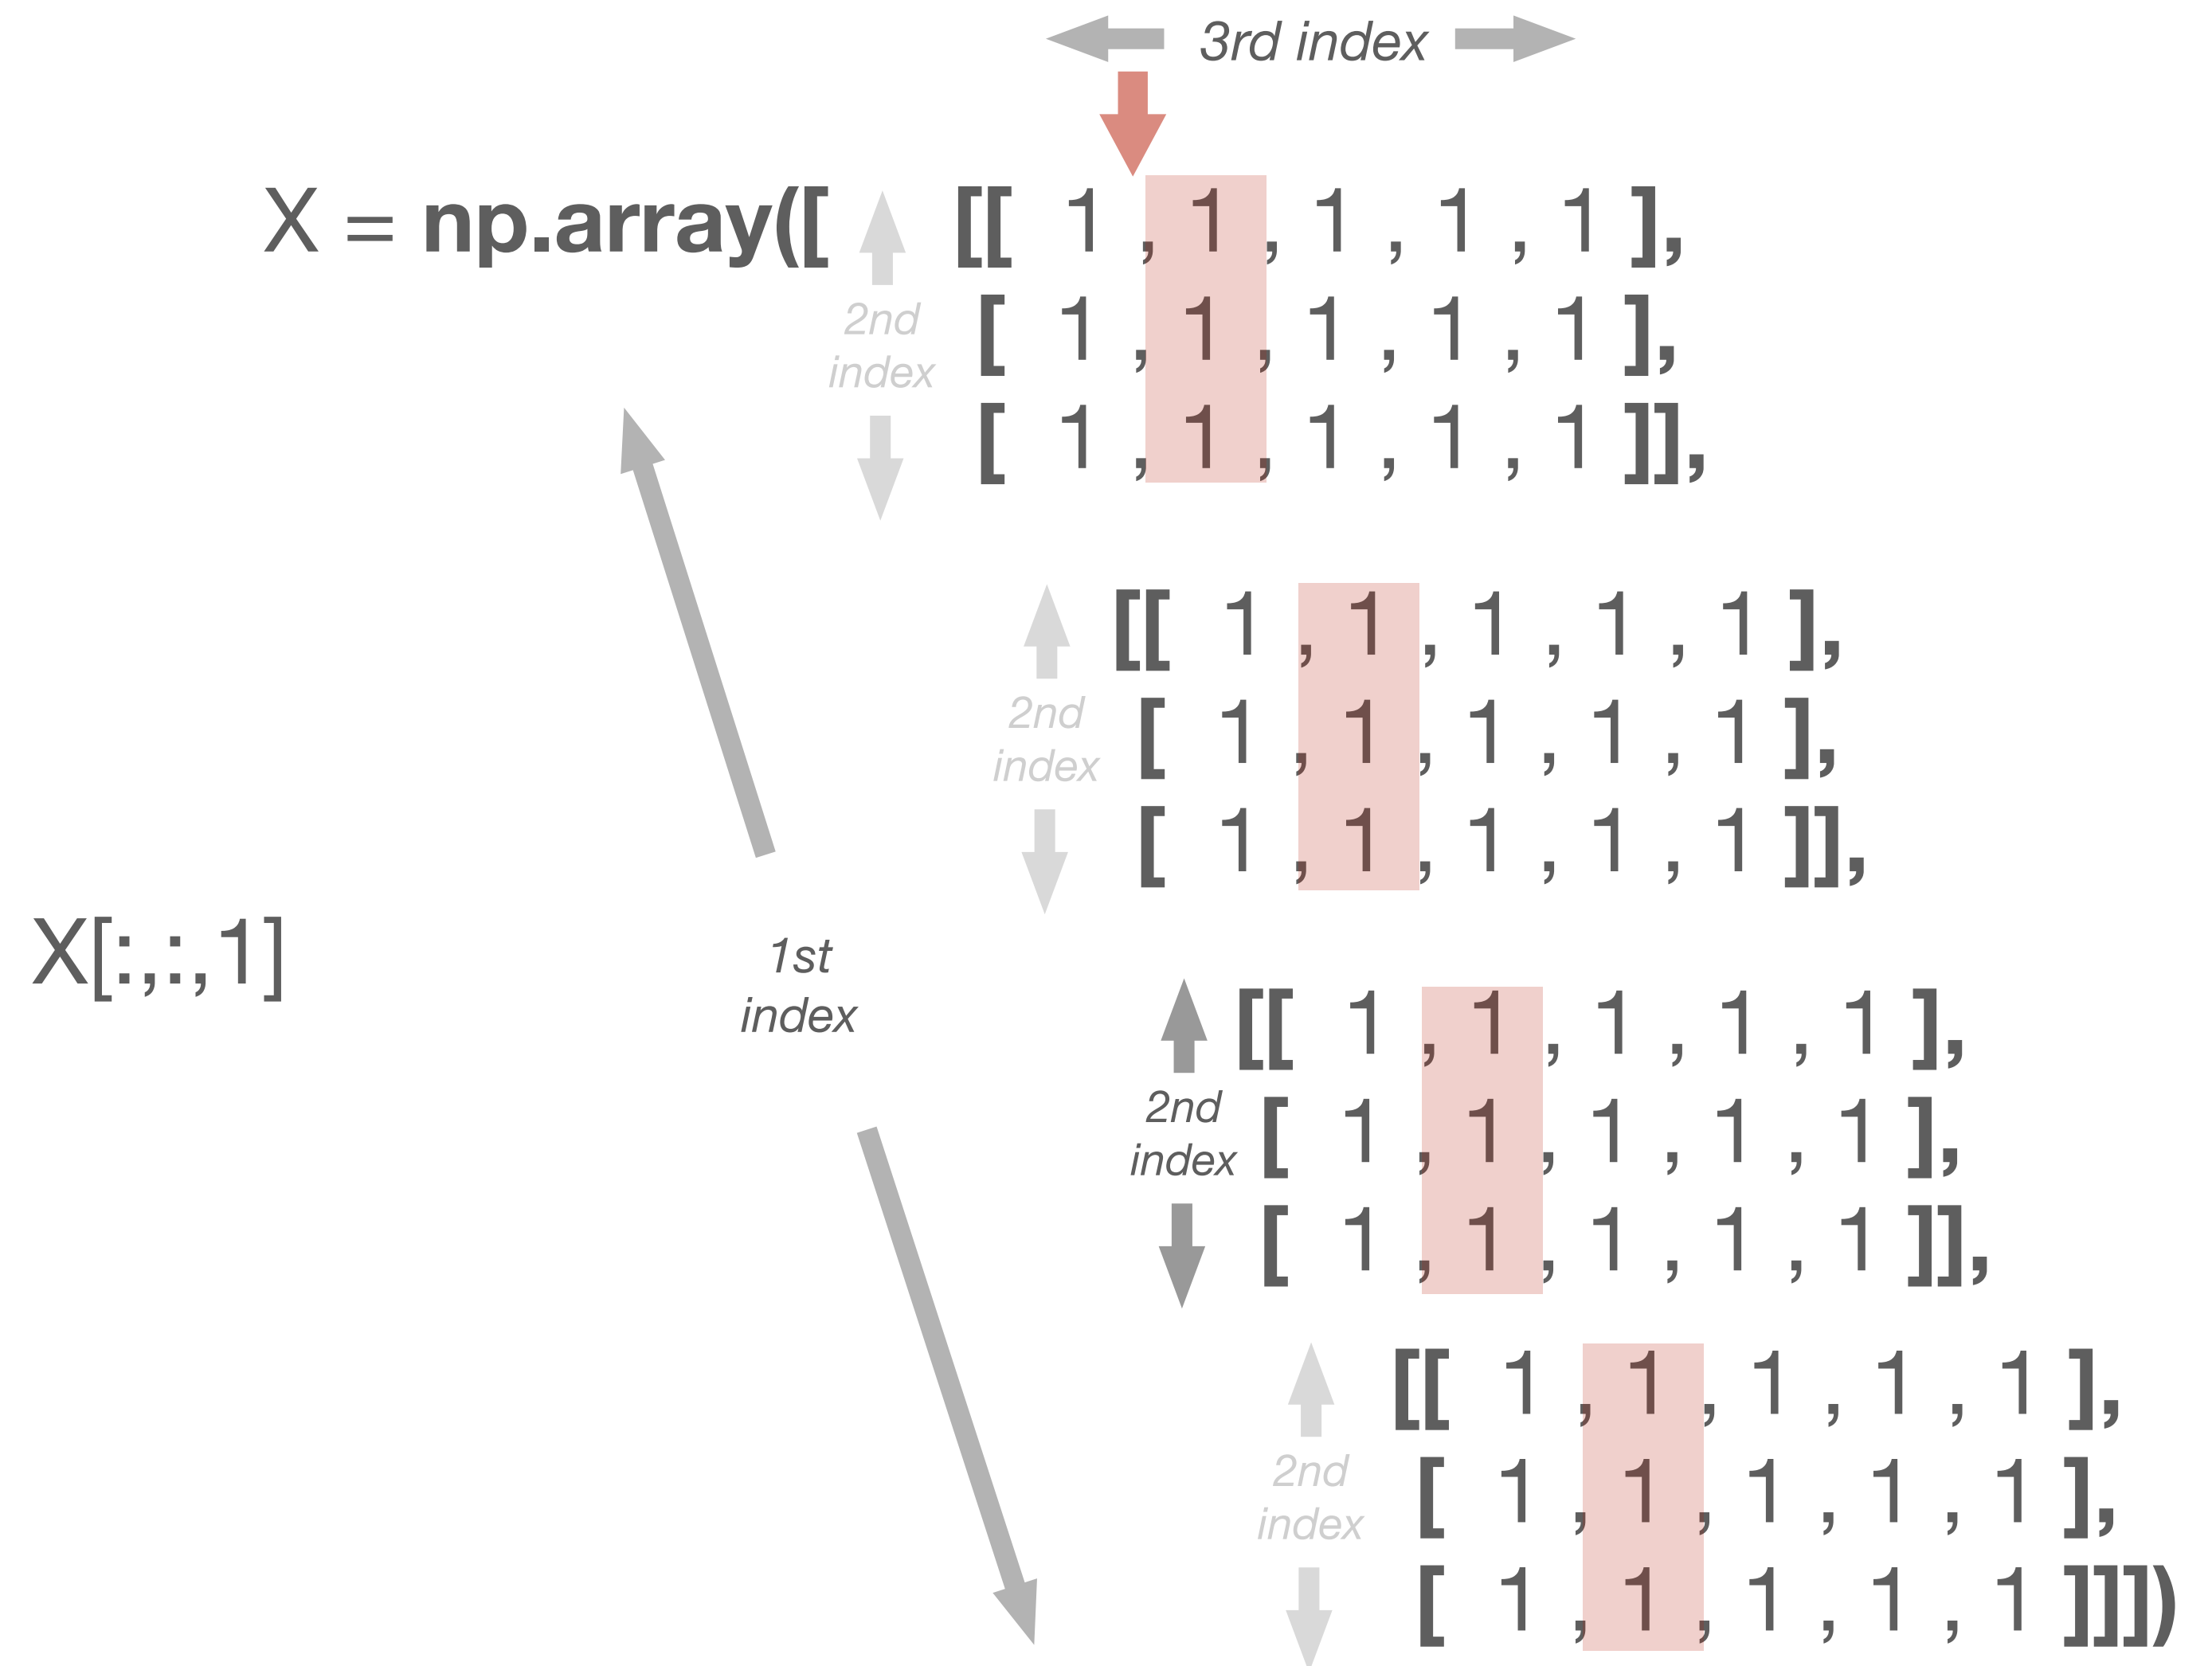 3rd index
X = np.array([ [[ 1 , 1 , 1 , 1 , 1 ],
[ 1 , 1 , 1 , 1 , 1 ],
[ 1 , 1 , 1 , 1 , 1 ]],
2nd
index
[[ 1 , 1 , 1 , 1 , 1 ],
[ 1 , 1 , 1 , 1 , 1 ],
[ 1 , 1 , 1 , 1 , 1 ]],
2nd
index
X[:,:,1]
1st
index
[[ 1 , 1 , 1 , 1 , 1 ],
[ 1 , 1 , 1 , 1 , 1 ],
[ 1 , 1 , 1 , 1 , 1 ]],
2nd
index
[[ 1 , 1 , 1 , 1 , 1 ],
[ 1 , 1 , 1 , 1 , 1 ],
[ 1 , 1 , 1 , 1 , 1 ]]])
2nd
index